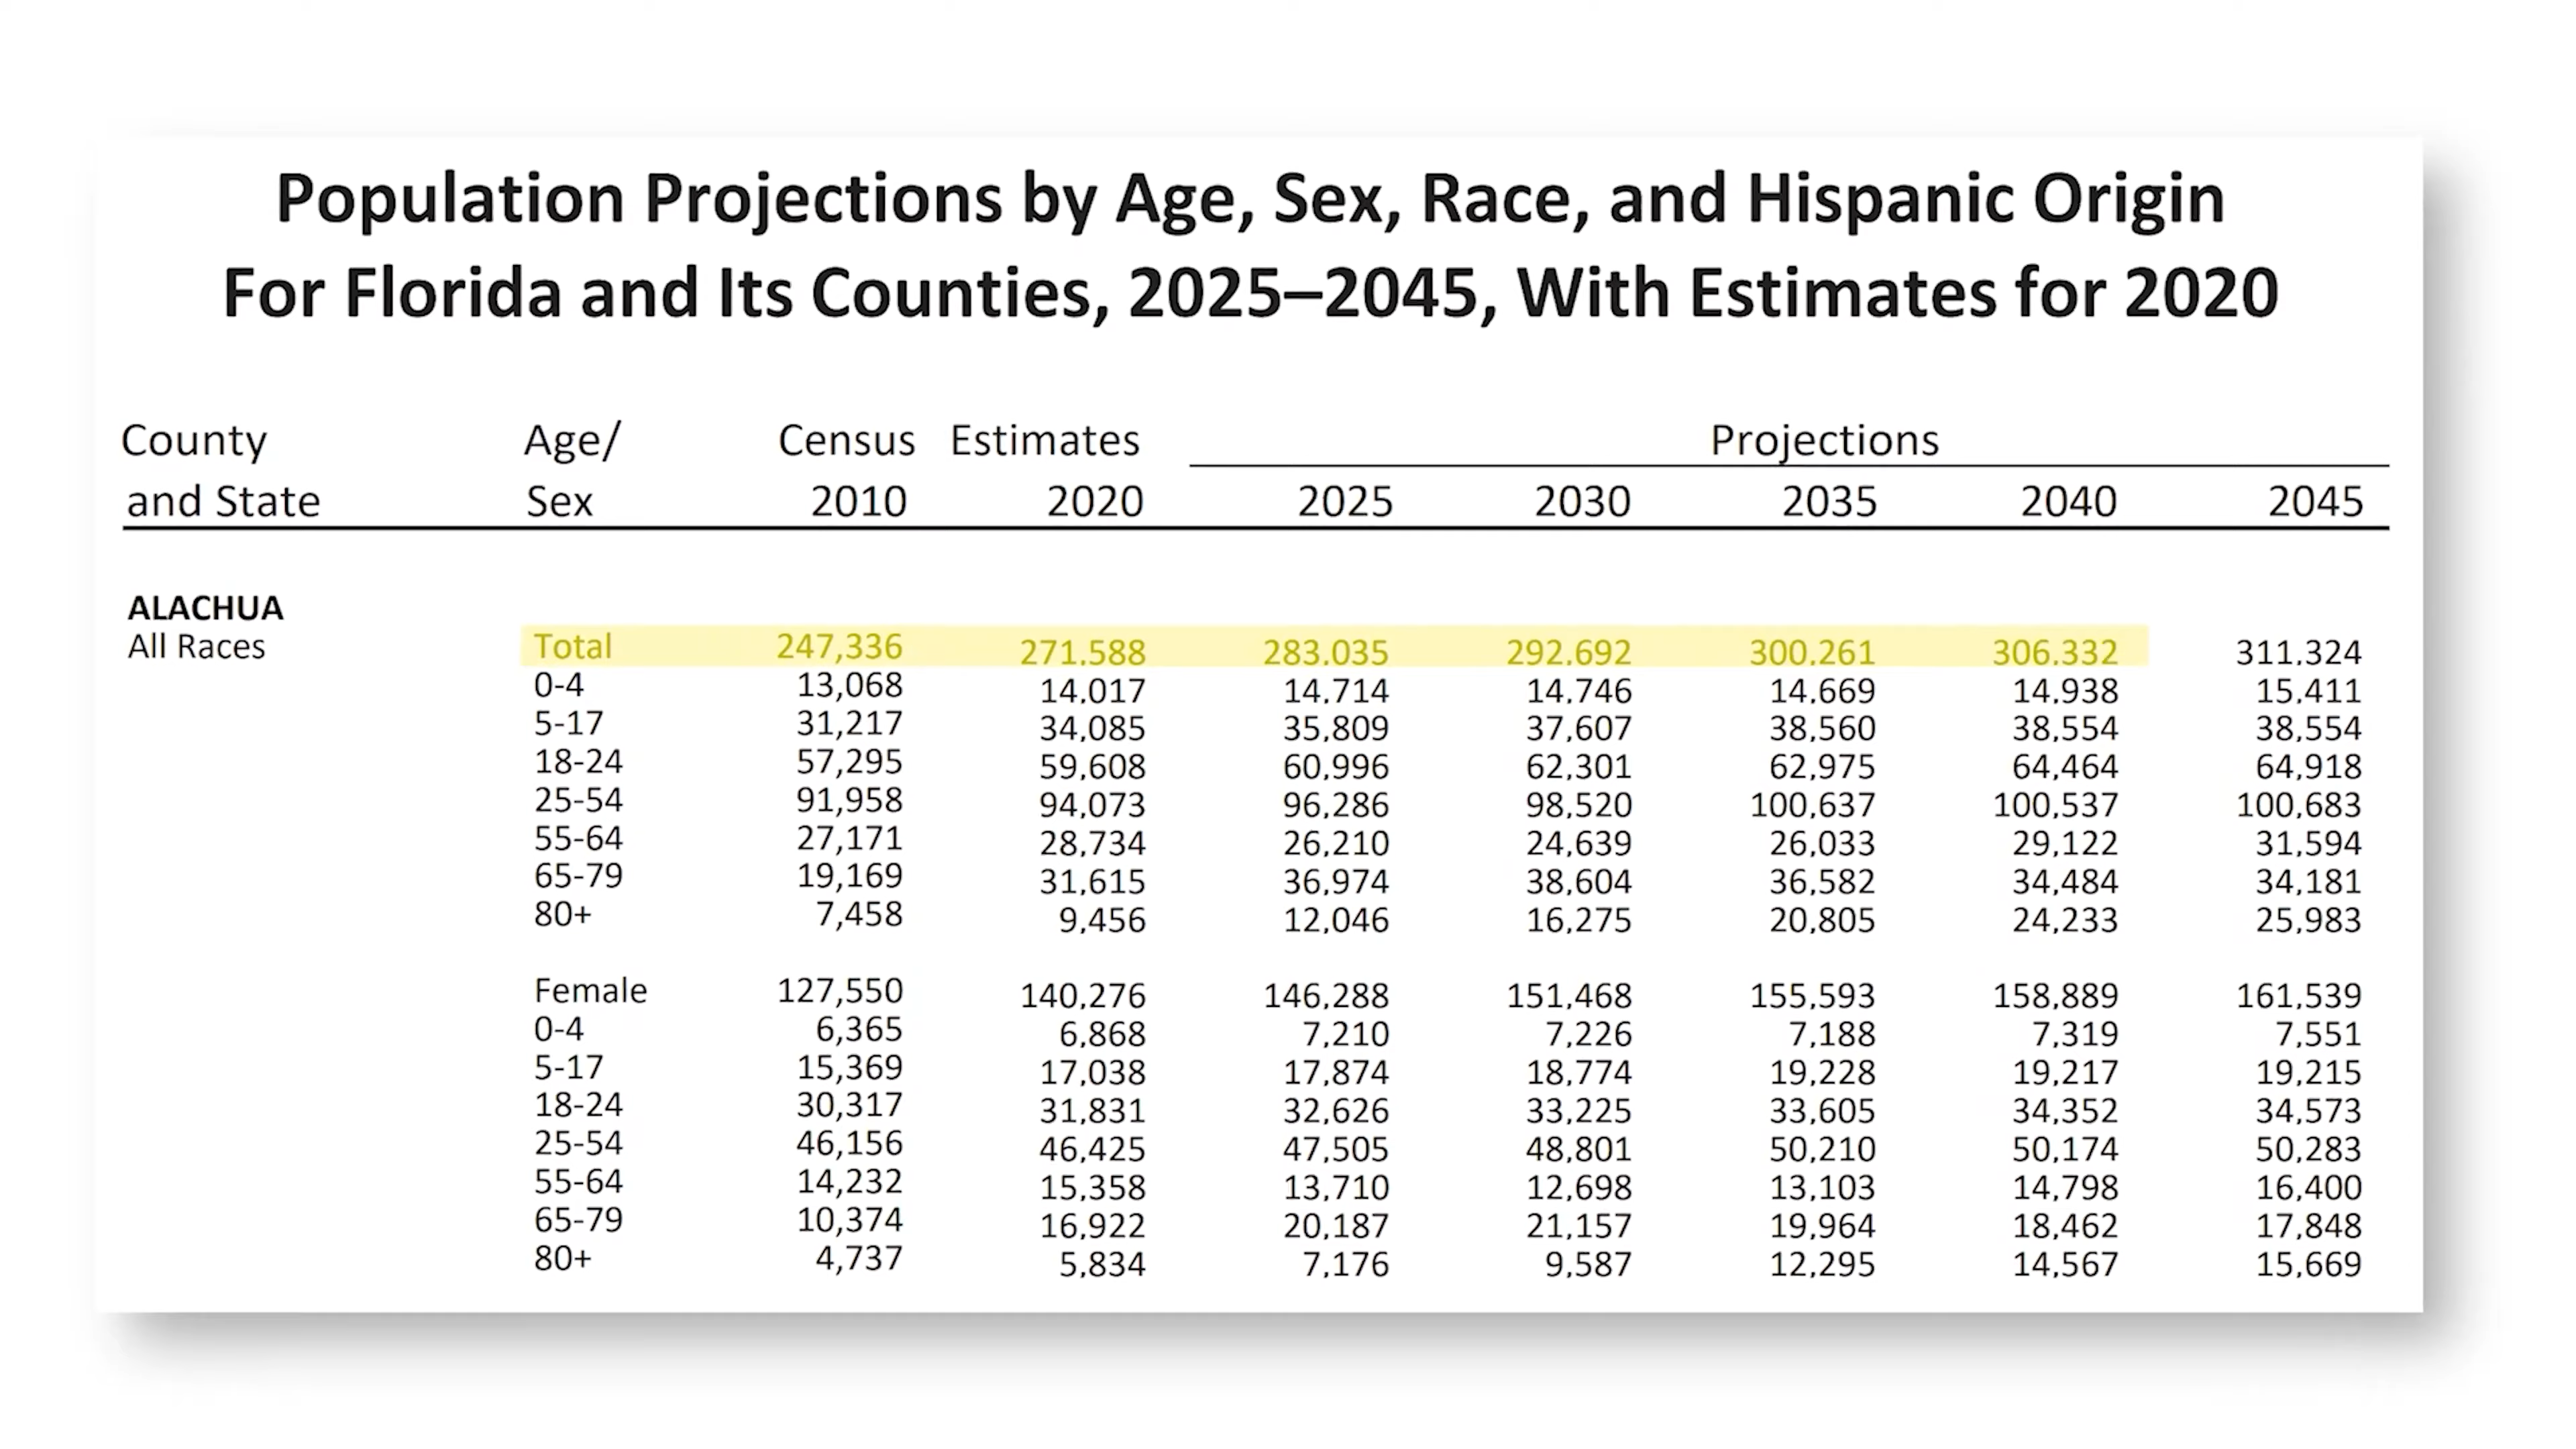 Population Projections by Age, Sex, Race, and Hispanic Origin
For Florida and Its Counties, 2025–2045, With Estimates for 2020
County Age/ Census Estimates Projections
and State Sex 2010 2020 2025 2030 2035 2040 2045
ALACHUA
All Races Total 247,336 271,588 283,035 292,692 300,261 306,332 311,324
0-4 13,068 14,017 14,714 14,746 14,669 14,938 15,411
5-17 31,217 34,085 35,809 37,607 38,560 38,554 38,554
18-24 57,295 59,608 60,996 62,301 62,975 64,464 64,918
25-54 91,958 94,073 96,286 98,520 100,637 100,537 100,683
55-64 27,171 28,734 26,210 24,639 26,033 29,122 31,594
65-79 19,169 31,615 36,974 38,604 36,582 34,484 34,181
80+ 7,458 9,456 12,046 16,275 20,805 24,233 25,983
Female 127,550 140,276 146,288 151,468 155,593 158,889 161,539
0-4 6,365 6,868 7,210 7,226 7,188 7,319 7,551
5-17 15,369 17,038 17,874 18,774 19,228 19,217 19,215
18-24 30,317 31,831 32,626 33,225 33,605 34,352 34,573
25-54 46,156 46,425 47,505 48,801 50,210 50,174 50,283
55-64 14,232 15,358 13,710 12,698 13,103 14,798 16,400
65-79 10,374 16,922 20,187 21,157 19,964 18,462 17,848
80+ 4,737 5,834 7,176 9,587 12,295 14,567 15,669